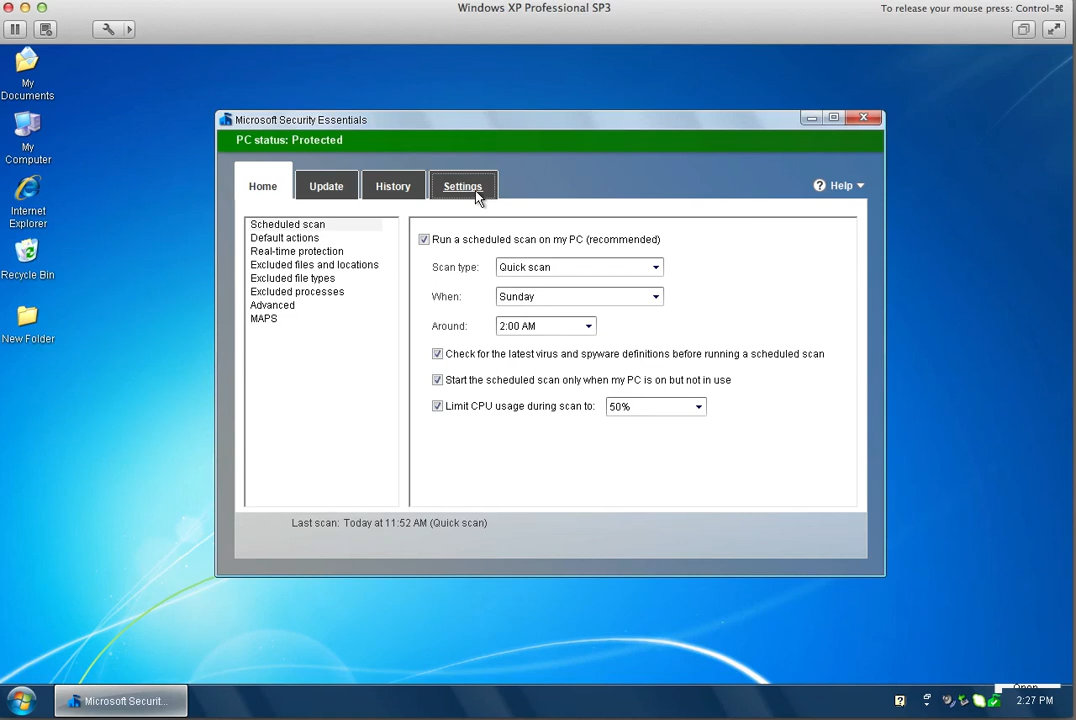 Windows XP Professional SP3
To release your mouse press: Control-⌘
My
Documents
My
Computer
Internet
Explorer
Recycle Bin
New Folder
Microsoft Security Essentials
PC status: Protected
Home
Update
History
Settings
Help
Scheduled scan
Default actions
Real-time protection
Excluded files and locations
Excluded file types
Excluded processes
Advanced
MAPS
Run a scheduled scan on my PC (recommended)
Scan type: Quick scan
When: Sunday
Around: 2:00 AM
Check for the latest virus and spyware definitions before running a scheduled scan
Start the scheduled scan only when my PC is on but not in use
Limit CPU usage during scan to: 50%
Last scan: Today at 11:52 AM (Quick scan)
Microsoft Securit...
2:27 PM